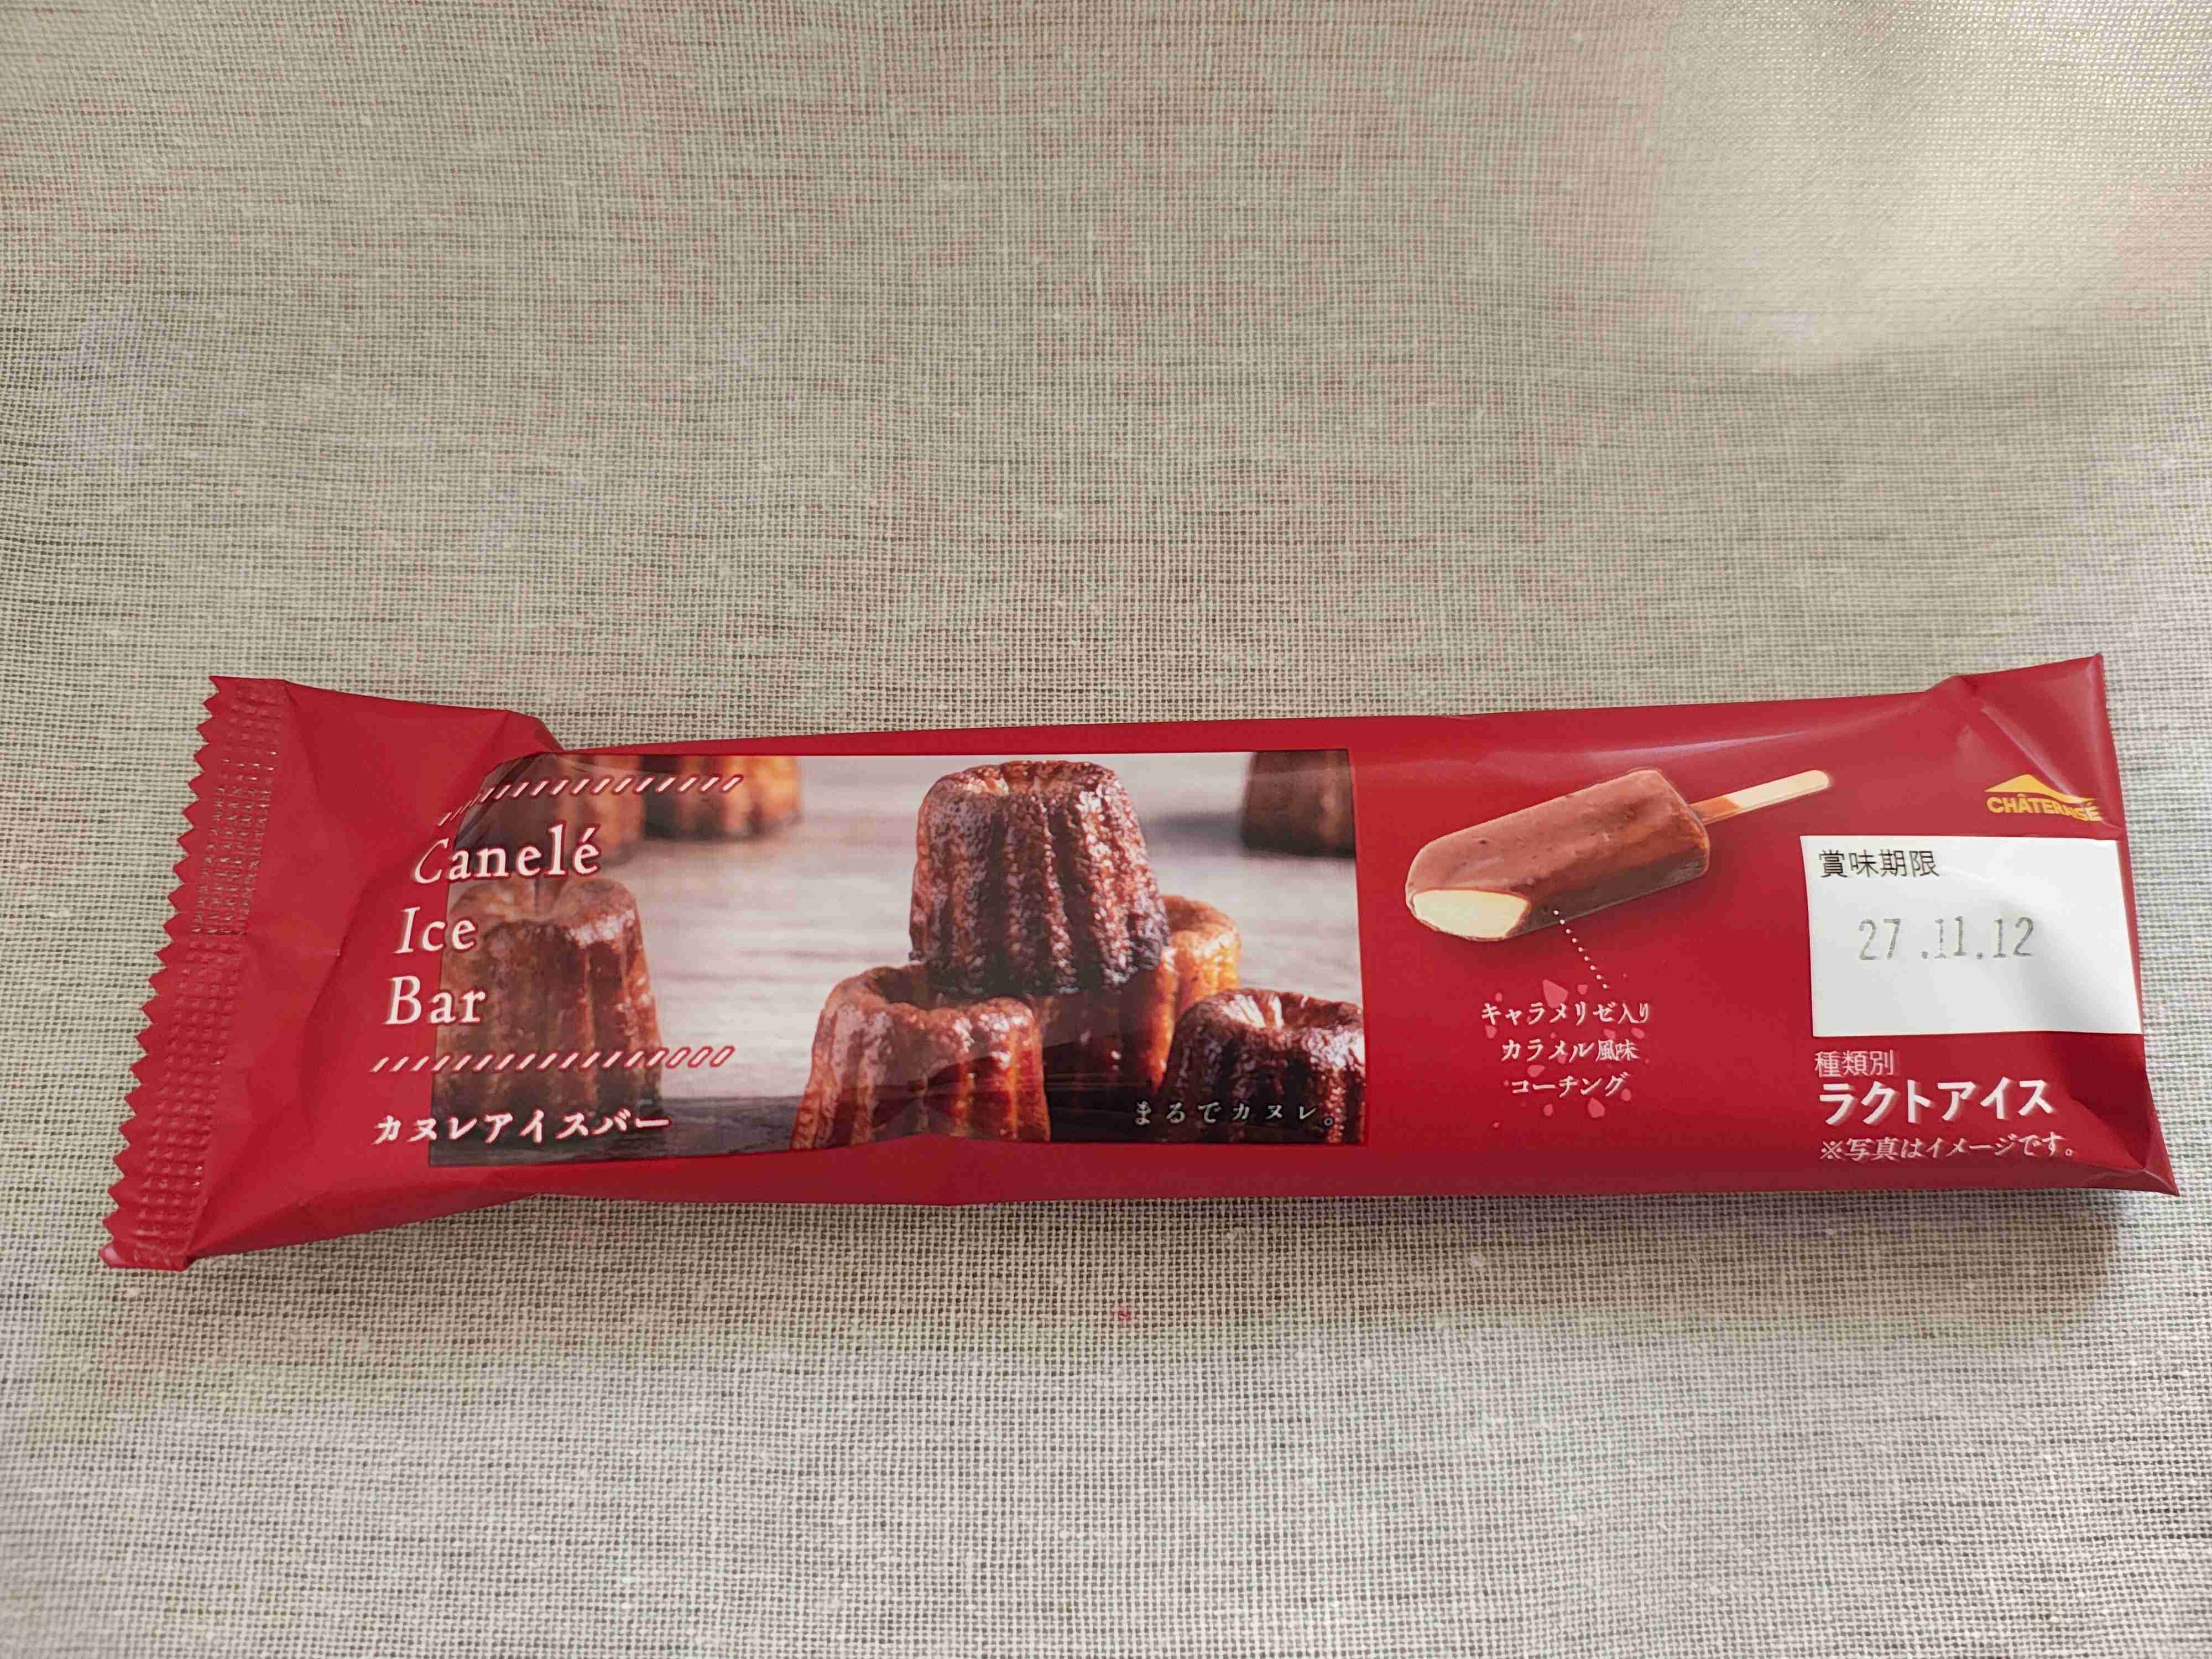 Canelé
Ice
Bar
カヌレアイスバー
まるでカヌレ。
キャラメリゼ入り
カラメル風味
コーチング
CHÂTERAISÉ
賞味期限
27.11.12
種類別
ラクトアイス
※写真はイメージです。